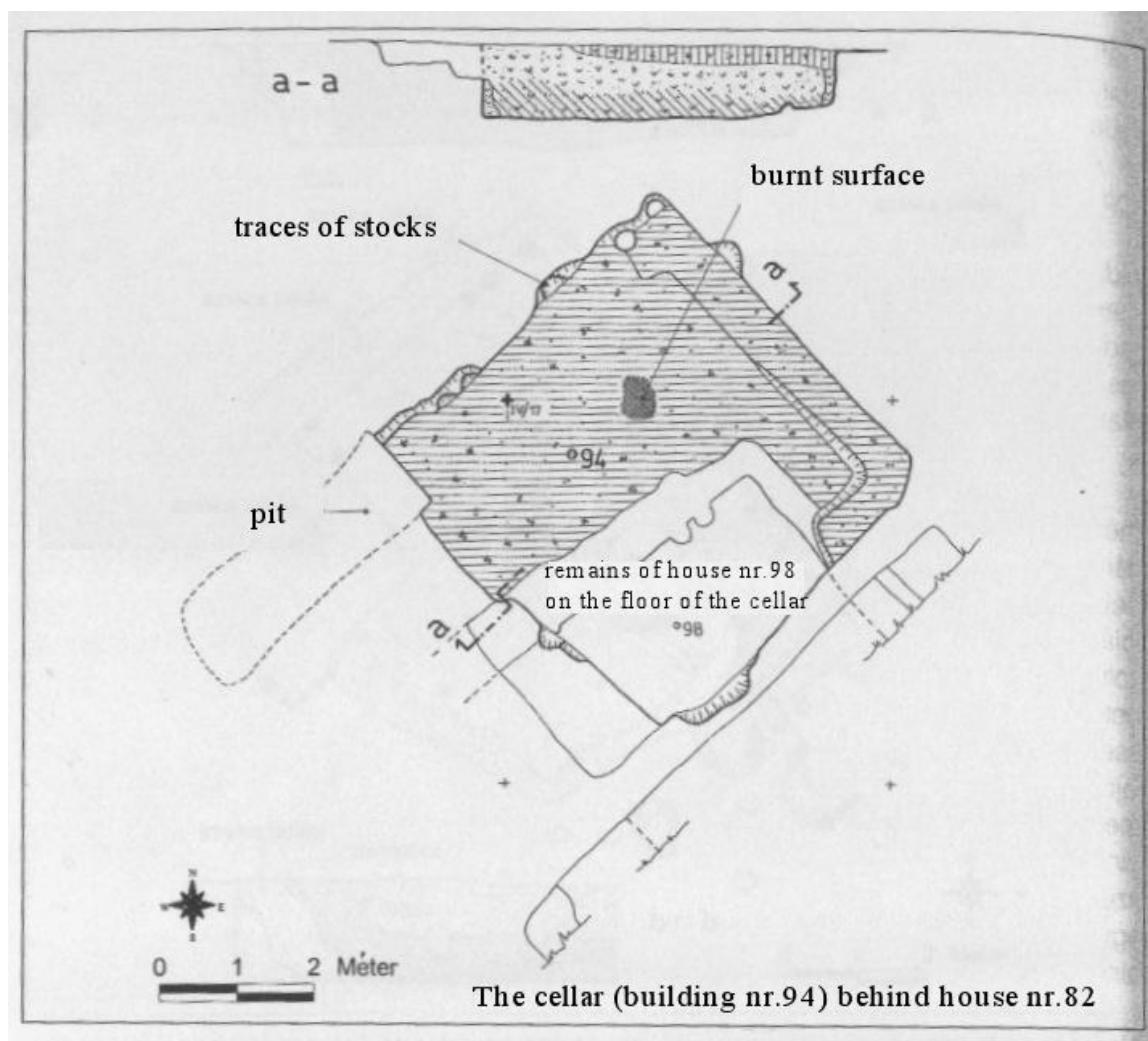 a - a
burnt surface
traces of stocks
a
94
pit
remains of house nr.98
on the floor of the cellar
a
98
N
W E
S
0 1 2 Méter
The cellar (building nr.94) behind house nr.82